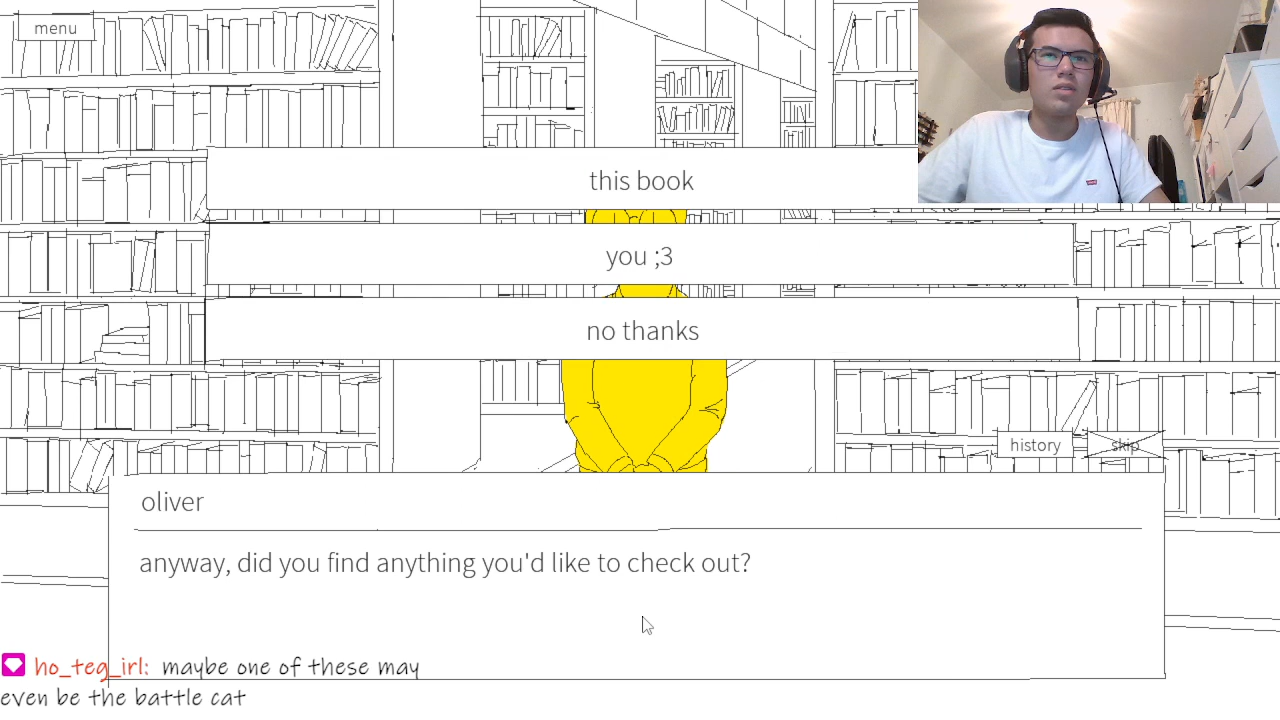 menu
this book
you ;3
no thanks
history
skip
oliver
anyway, did you find anything you'd like to check out?
ho_teg_irl: maybe one of these may
even be the battle cat